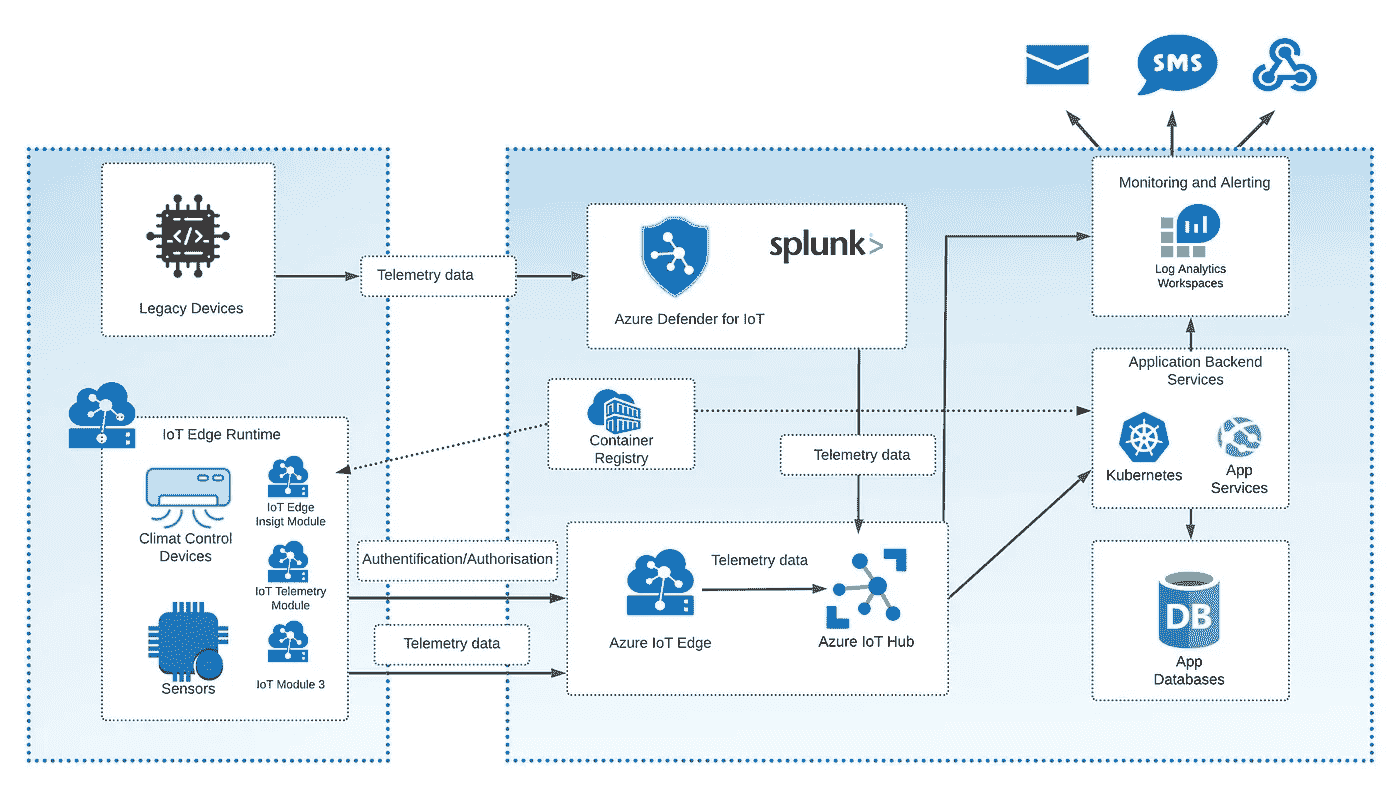 SMS
Monitoring and Alerting
Log Analytics
Workspaces
Legacy Devices
Telemetry data
splunk>
Azure Defender for IoT
Container
Registry
Telemetry data
Application Backend
Services
Kubernetes
App
Services
IoT Edge Runtime
Climat Control
Devices
IoT Edge
Insigt Module
IoT Telemetry
Module
Sensors
IoT Module 3
Authentification/Authorisation
Telemetry data
Azure IoT Edge
Telemetry data
Azure IoT Hub
DB
App
Databases